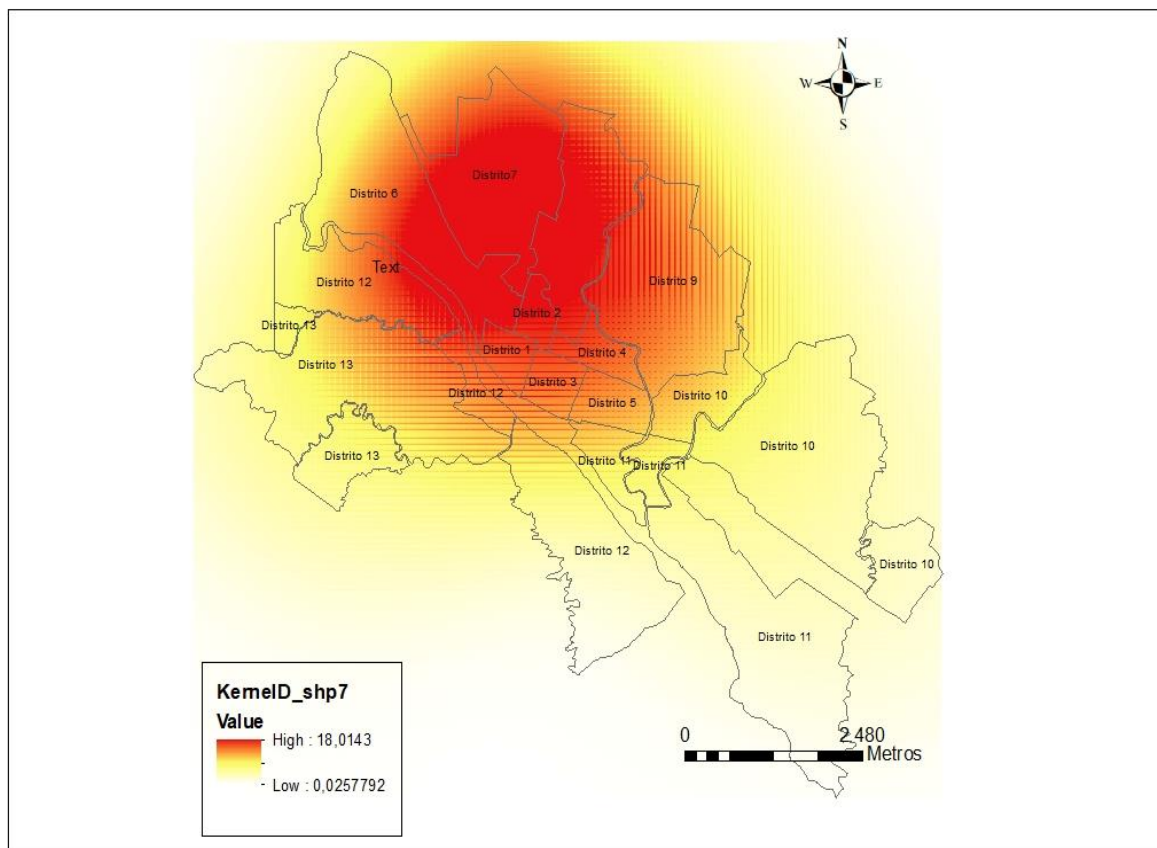 N
W E
S
Distrito7
Distrito 6
Text
Distrito 12
Distrito 9
Distrito 2
Distrito 13
Distrito 1
Distrito 4
Distrito 13
Distrito 3
Distrito 12
Distrito 5
Distrito 10
Distrito 10
Distrito 13
Distrito 11
Distrito 11
Distrito 12
Distrito 10
Distrito 11
KernelD_shp7
Value
High : 18,0143
Low : 0,0257792
0 2.480
Metros